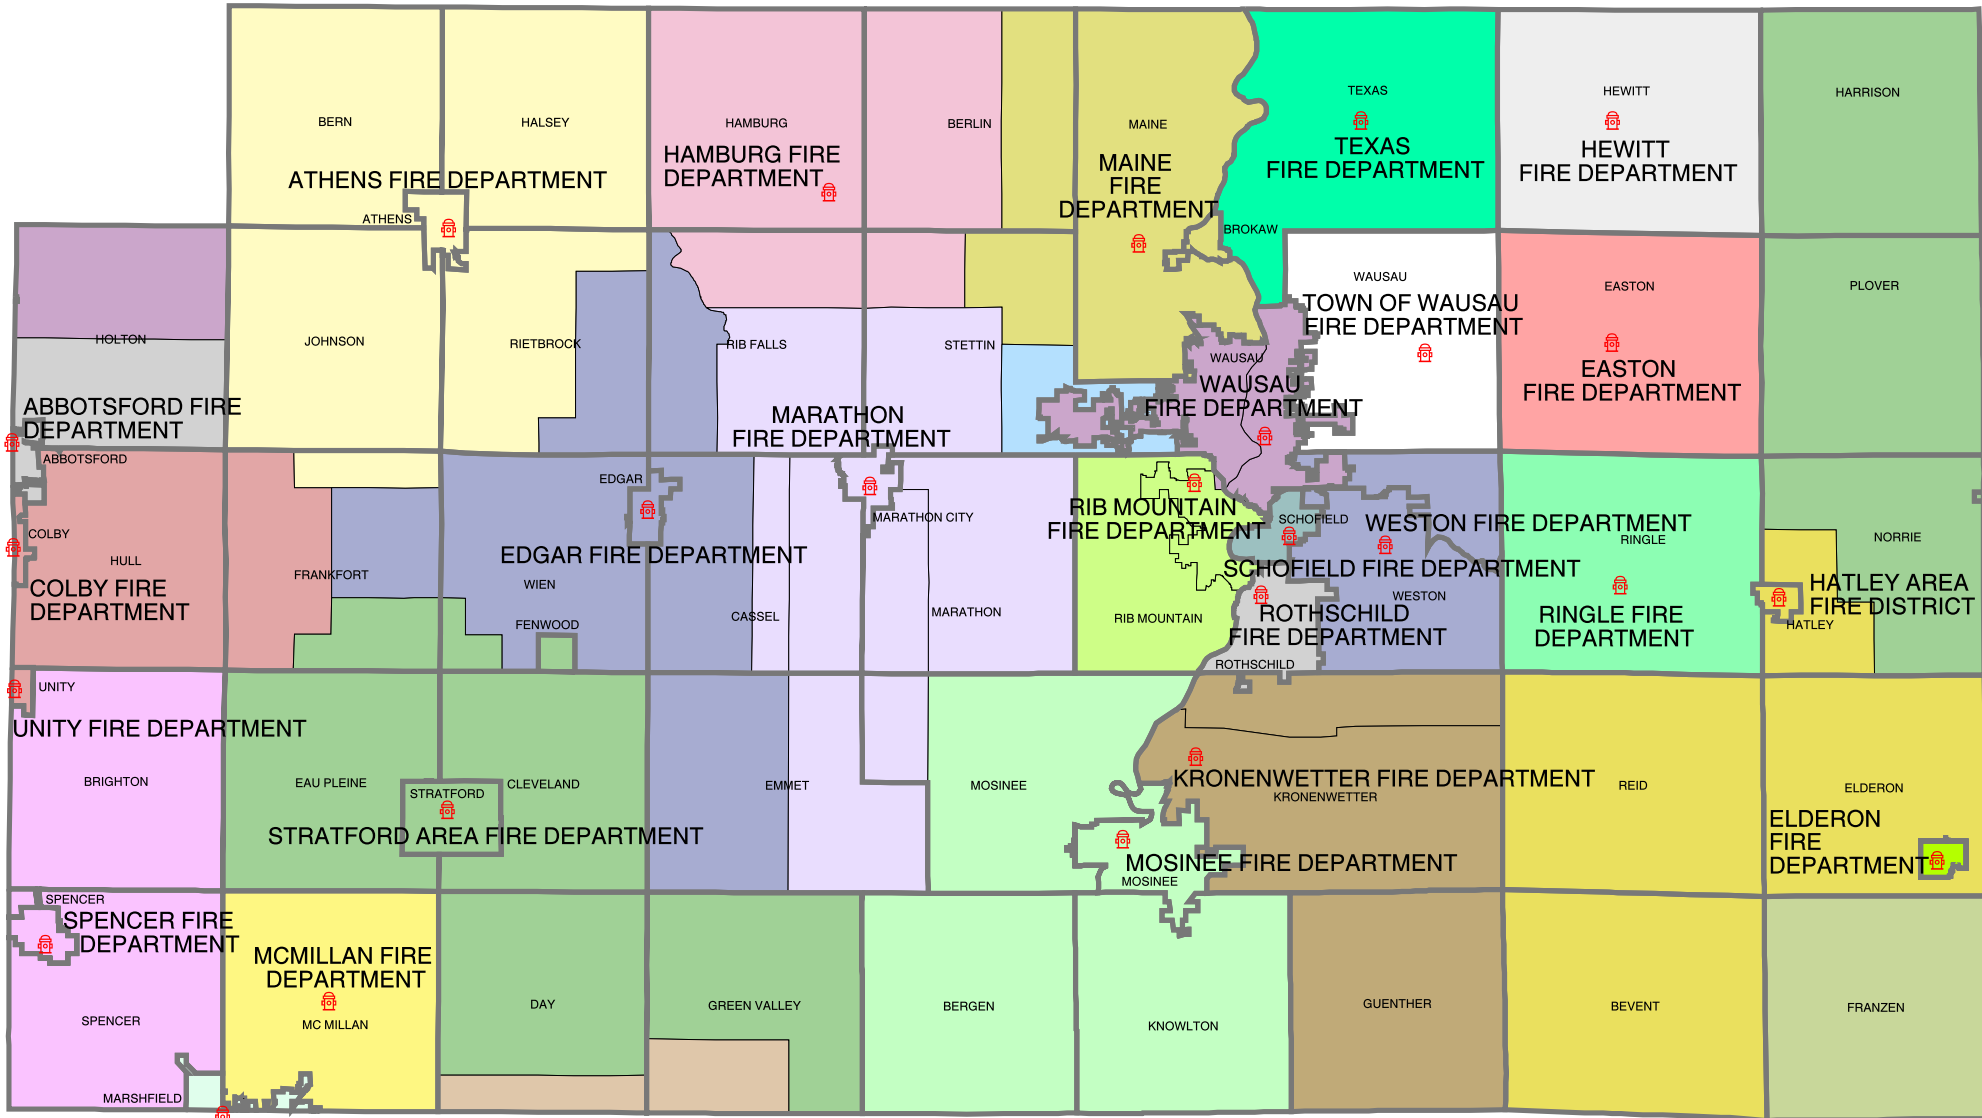 BERN
HALSEY
HAMBURG
BERLIN
MAINE
TEXAS
HEWITT
HARRISON
ATHENS FIRE DEPARTMENT
HAMBURG FIRE
DEPARTMENT
MAINE
FIRE
DEPARTMENT
TEXAS
FIRE DEPARTMENT
HEWITT
FIRE DEPARTMENT
ATHENS
BROKAW
HOLTON
JOHNSON
RIETBROCK
RIB FALLS
STETTIN
WAUSAU
TOWN OF WAUSAU
FIRE DEPARTMENT
EASTON
PLOVER
WAUSAU
WAUSAU
FIRE DEPARTMENT
EASTON
FIRE DEPARTMENT
ABBOTSFORD FIRE
DEPARTMENT
MARATHON
FIRE DEPARTMENT
ABBOTSFORD
EDGAR
MARATHON CITY
RIB MOUNTAIN
FIRE DEPARTMENT
SCHOFIELD
WESTON FIRE DEPARTMENT
RINGLE
NORRIE
COLBY
HULL
COLBY FIRE
DEPARTMENT
FRANKFORT
EDGAR FIRE DEPARTMENT
WIEN
CASSEL
MARATHON
RIB MOUNTAIN
SCHOFIELD FIRE DEPARTMENT
WESTON
ROTHSCHILD
FIRE DEPARTMENT
ROTHSCHILD
RINGLE FIRE
DEPARTMENT
HATLEY AREA
FIRE DISTRICT
HATLEY
FENWOOD
UNITY
UNITY FIRE DEPARTMENT
BRIGHTON
EAU PLEINE
STRATFORD
CLEVELAND
STRATFORD AREA FIRE DEPARTMENT
EMMET
MOSINEE
KRONENWETTER FIRE DEPARTMENT
KRONENWETTER
REID
ELDERON
ELDERON
FIRE
DEPARTMENT
MOSINEE FIRE DEPARTMENT
MOSINEE
SPENCER
SPENCER FIRE
DEPARTMENT
MCMILLAN FIRE
DEPARTMENT
MC MILLAN
SPENCER
DAY
GREEN VALLEY
BERGEN
KNOWLTON
GUENTHER
BEVENT
FRANZEN
MARSHFIELD